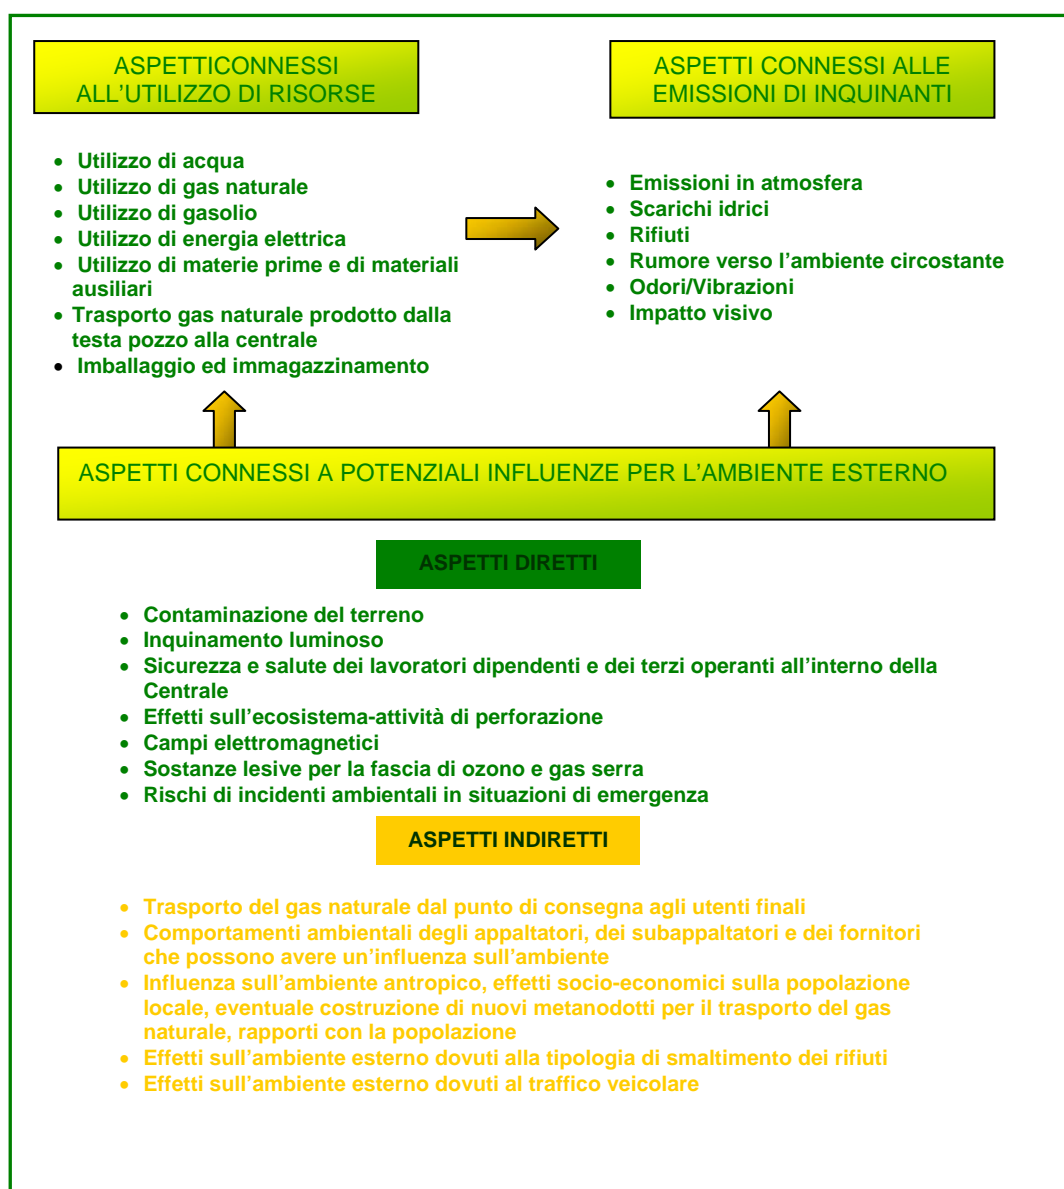 ASPETTICONNESSI
ALL'UTILIZZO DI RISORSE
• Utilizzo di acqua
• Utilizzo di gas naturale
• Utilizzo di gasolio
• Utilizzo di energia elettrica
• Utilizzo di materie prime e di materiali
ausiliari
• Trasporto gas naturale prodotto dalla
testa pozzo alla centrale
• Imballaggio ed immagazzinamento
ASPETTI CONNESSI ALLE
EMISSIONI DI INQUINANTI
• Emissioni in atmosfera
• Scarichi idrici
• Rifiuti
• Rumore verso l'ambiente circostante
• Odori/Vibrazioni
• Impatto visivo
ASPETTI CONNESSI A POTENZIALI INFLUENZE PER L'AMBIENTE ESTERNO
ASPETTI DIRETTI
• Contaminazione del terreno
• Inquinamento luminoso
• Sicurezza e salute dei lavoratori dipendenti e dei terzi operanti all'interno della
Centrale
• Effetti sull'ecosistema-attività di perforazione
• Campi elettromagnetici
• Sostanze lesive per la fascia di ozono e gas serra
• Rischi di incidenti ambientali in situazioni di emergenza
ASPETTI INDIRETTI
• Trasporto del gas naturale dal punto di consegna agli utenti finali
• Comportamenti ambientali degli appaltatori, dei subappaltatori e dei fornitori
che possono avere un'influenza sull'ambiente
• Influenza sull'ambiente antropico, effetti socio-economici sulla popolazione
locale, eventuale costruzione di nuovi metanodotti per il trasporto del gas
naturale, rapporti con la popolazione
• Effetti sull'ambiente esterno dovuti alla tipologia di smaltimento dei rifiuti
• Effetti sull'ambiente esterno dovuti al traffico veicolare